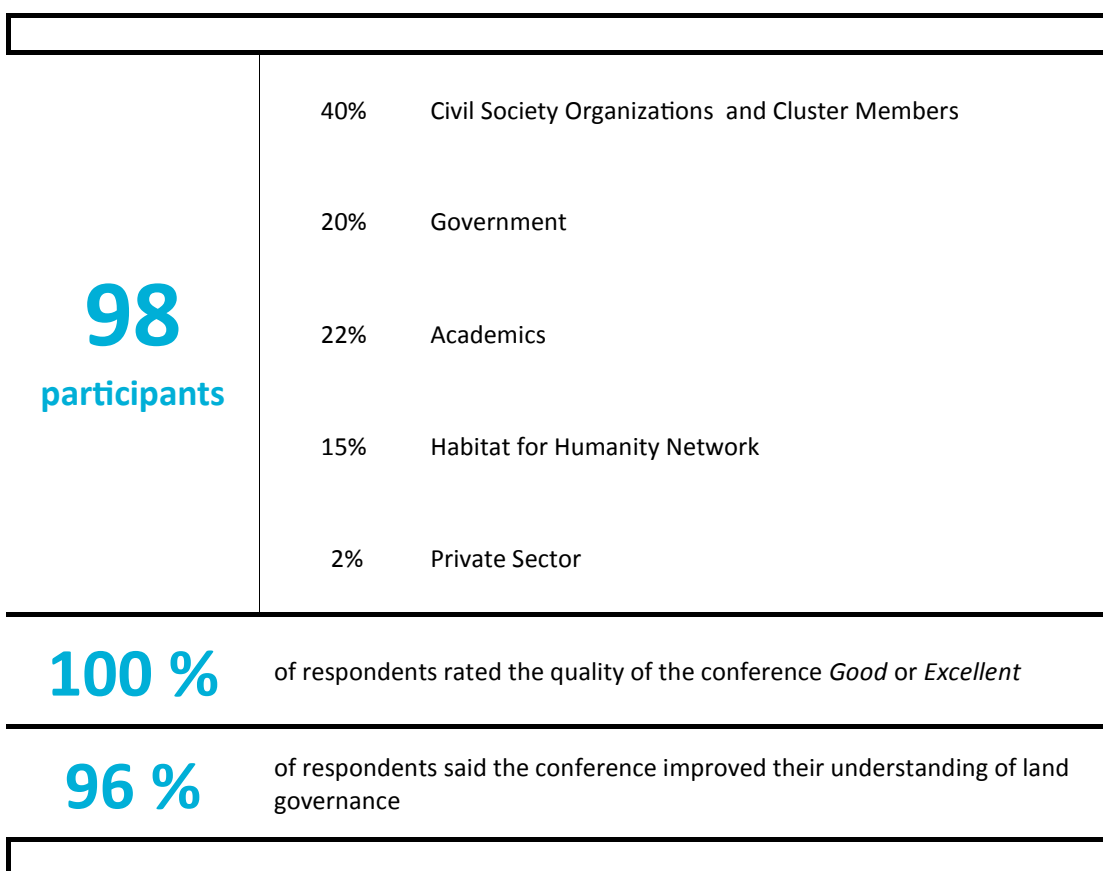 98
participants
40% Civil Society Organizations and Cluster Members
20% Government
22% Academics
15% Habitat for Humanity Network
2% Private Sector
100 %
of respondents rated the quality of the conference Good or Excellent
96 %
of respondents said the conference improved their understanding of land
governance